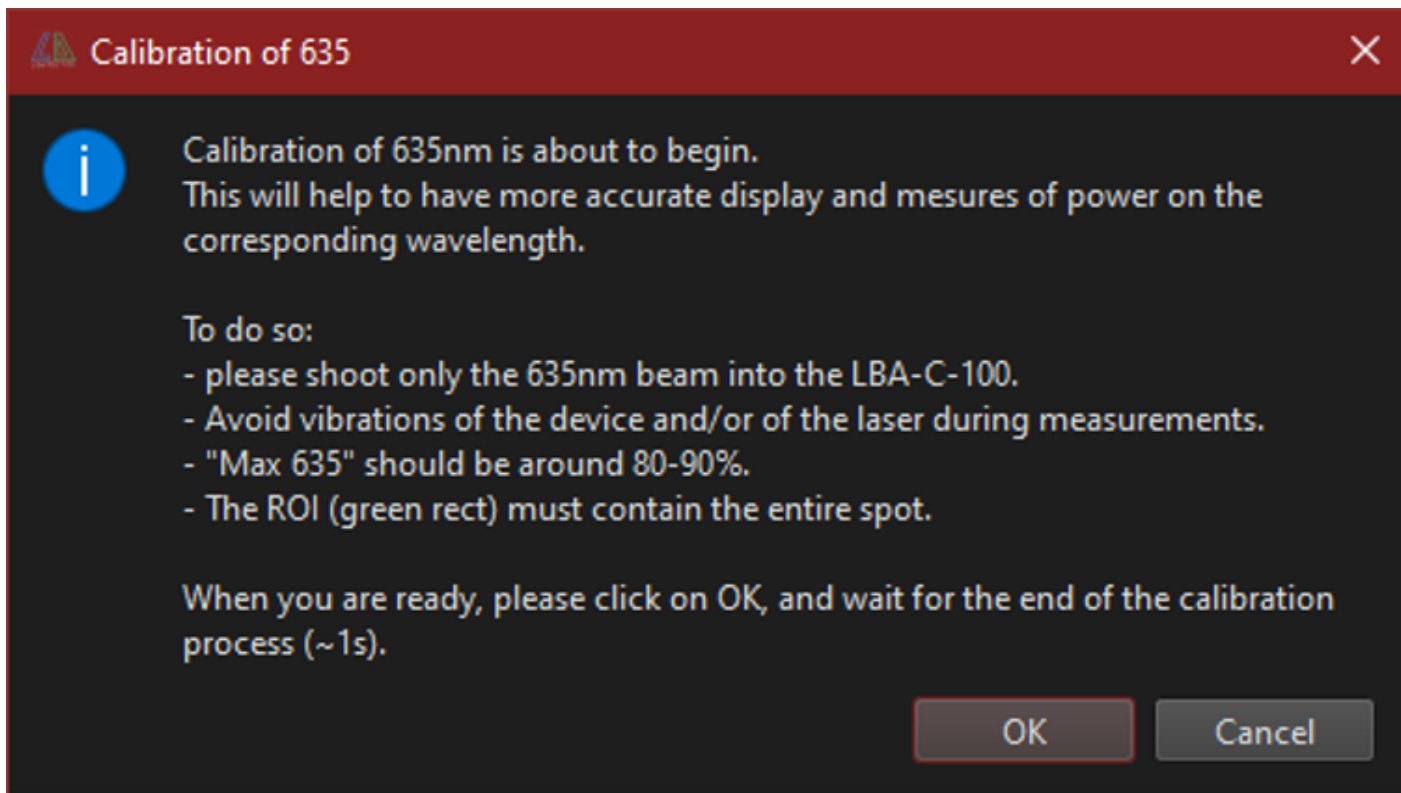 Calibration of 635
Calibration of 635nm is about to begin.
This will help to have more accurate display and mesures of power on the
corresponding wavelength.
To do so:
- please shoot only the 635nm beam into the LBA-C-100.
- Avoid vibrations of the device and/or of the laser during measurements.
- "Max 635" should be around 80-90%.
- The ROI (green rect) must contain the entire spot.
When you are ready, please click on OK, and wait for the end of the calibration
process (~1s).
OK Cancel